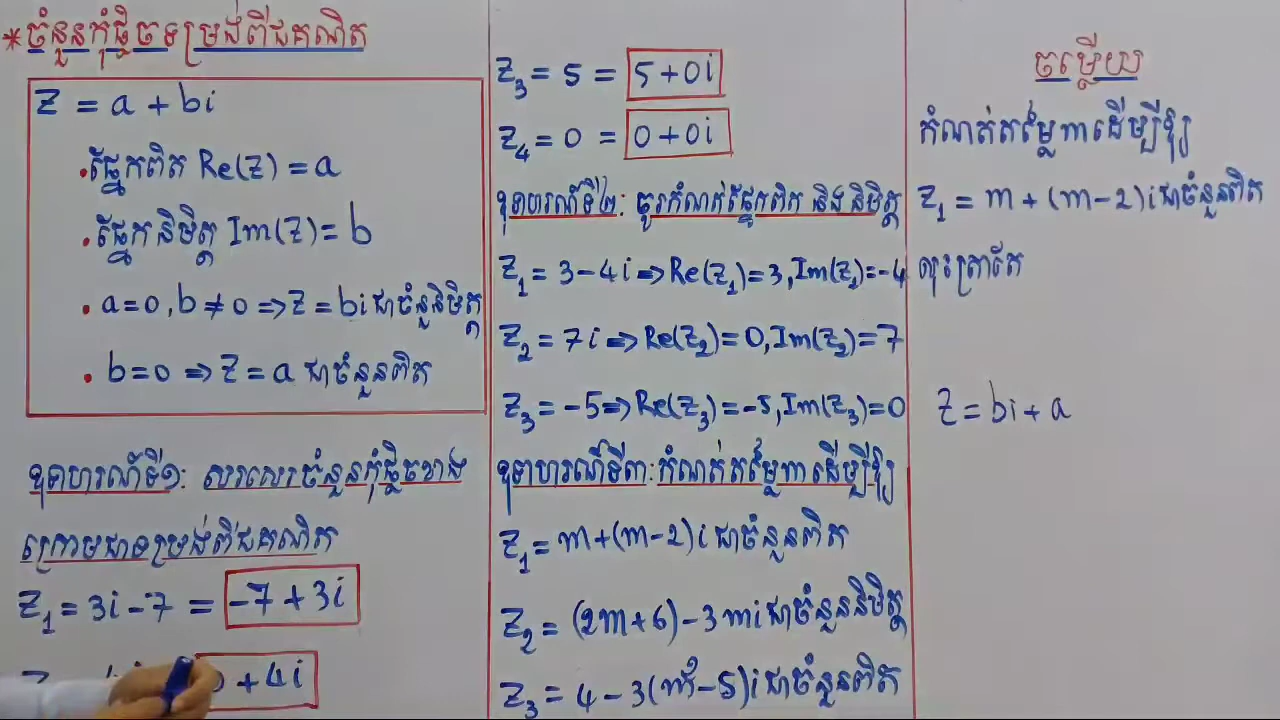 *ចំនួនកុំផ្លិចទម្រង់ពីជគណិត
Z = a + bi
.ផ្នែកពិត Re(Z) = a
.ផ្នែកនិមិត្ត Im(Z) = b
• a=0, b ≠ 0 ⇒ Z = bi ជាចំនួននិមិត្ត
• b=0 ⇒ Z = a ជាចំនួនពិត
ឧទាហរណ៍ទី១: សរសេរចំនួនកុំផ្លិចខាង
ក្រោមជាទម្រង់ពីជគណិត
Z₁ = 3i − 7 = −7 + 3i
+ 4i
Z₃ = 5 = 5+0i
Z₄ = 0 = 0+0i
ឧទាហរណ៍ទី២: ចូរកំណត់ផ្នែកពិត និងនិមិត្ត
Z₁ = 3 − 4i ⇒ Re(Z₁) = 3, Im(Z₁) = −4
Z₂ = 7i ⇒ Re(Z₂) = 0, Im(Z₂) = 7
Z₃ = −5 ⇒ Re(Z₃) = −5, Im(Z₃) = 0
ឧទាហរណ៍ទី៣: កំណត់តម្លៃ m ដើម្បីឱ្យ
Z₁ = m + (m − 2)i ជាចំនួនពិត
Z₂ = (2m + 6) − 3mi ជាចំនួននិមិត្ត
Z₃ = 4 − 3(m² − 5)i ជាចំនួនពិត
ចម្លើយ
កំណត់តម្លៃ m ដើម្បីឱ្យ
Z₁ = m + (m − 2)i ជាចំនួនពិត
លុះត្រាតែ
Z = bi + a